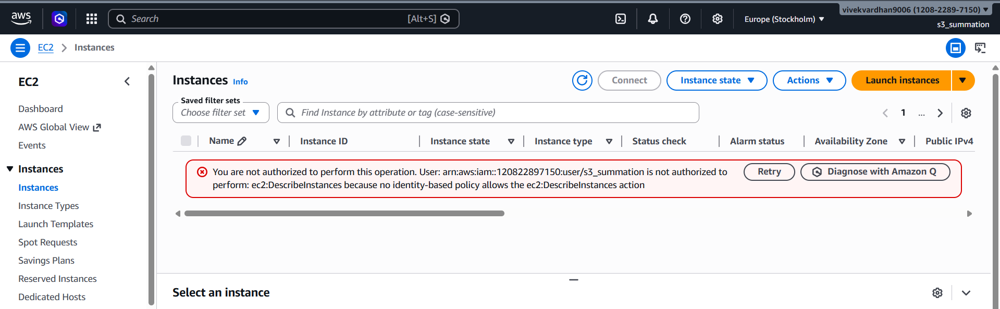 aws
Search
[Alt+S]
Europe (Stockholm)
vivekvardhan9006 (1208-2289-7150)
s3_summation
EC2
Instances
EC2
Dashboard
AWS Global View
Events
Instances
Instances
Instance Types
Launch Templates
Spot Requests
Savings Plans
Reserved Instances
Dedicated Hosts
Instances Info
Connect
Instance state
Actions
Launch instances
Saved filter sets
Choose filter set
Find Instance by attribute or tag (case-sensitive)
1
...
Name
Instance ID
Instance state
Instance type
Status check
Alarm status
Availability Zone
Public IPv4
You are not authorized to perform this operation. User: arn:aws:iam::120822897150:user/s3_summation is not authorized to
perform: ec2:DescribeInstances because no identity-based policy allows the ec2:DescribeInstances action
Retry
Diagnose with Amazon Q
Select an instance